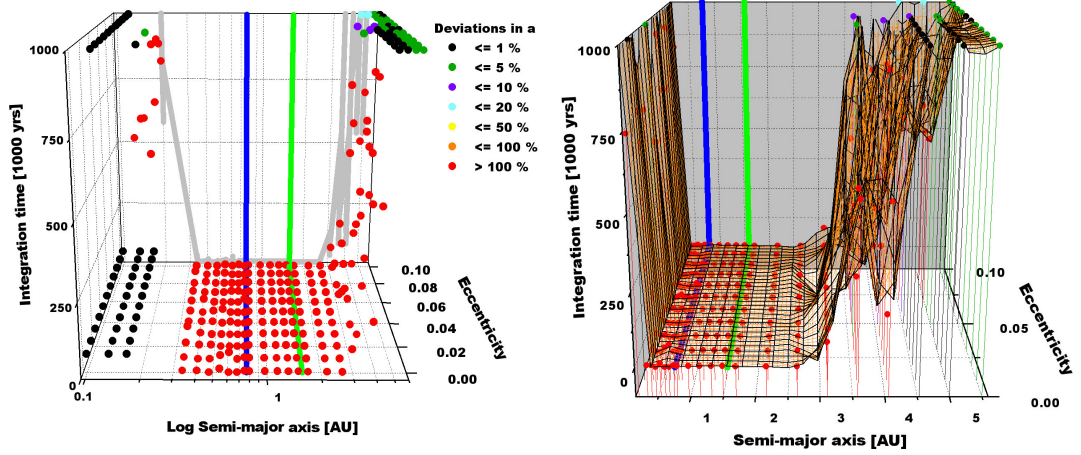 Deviations in a
<= 1 %
<= 5 %
<= 10 %
<= 20 %
<= 50 %
<= 100 %
> 100 %
Integration time [1000 yrs]
1000
750
500
250
0
0.1
1
Log Semi-major axis [AU]
0.10
0.08
0.06
0.04
0.02
0.00
Eccentricity
Integration time [1000 yrs]
1000
750
500
250
0
1
2
3
4
5
Semi-major axis [AU]
0.10
0.05
0.00
Eccentricity